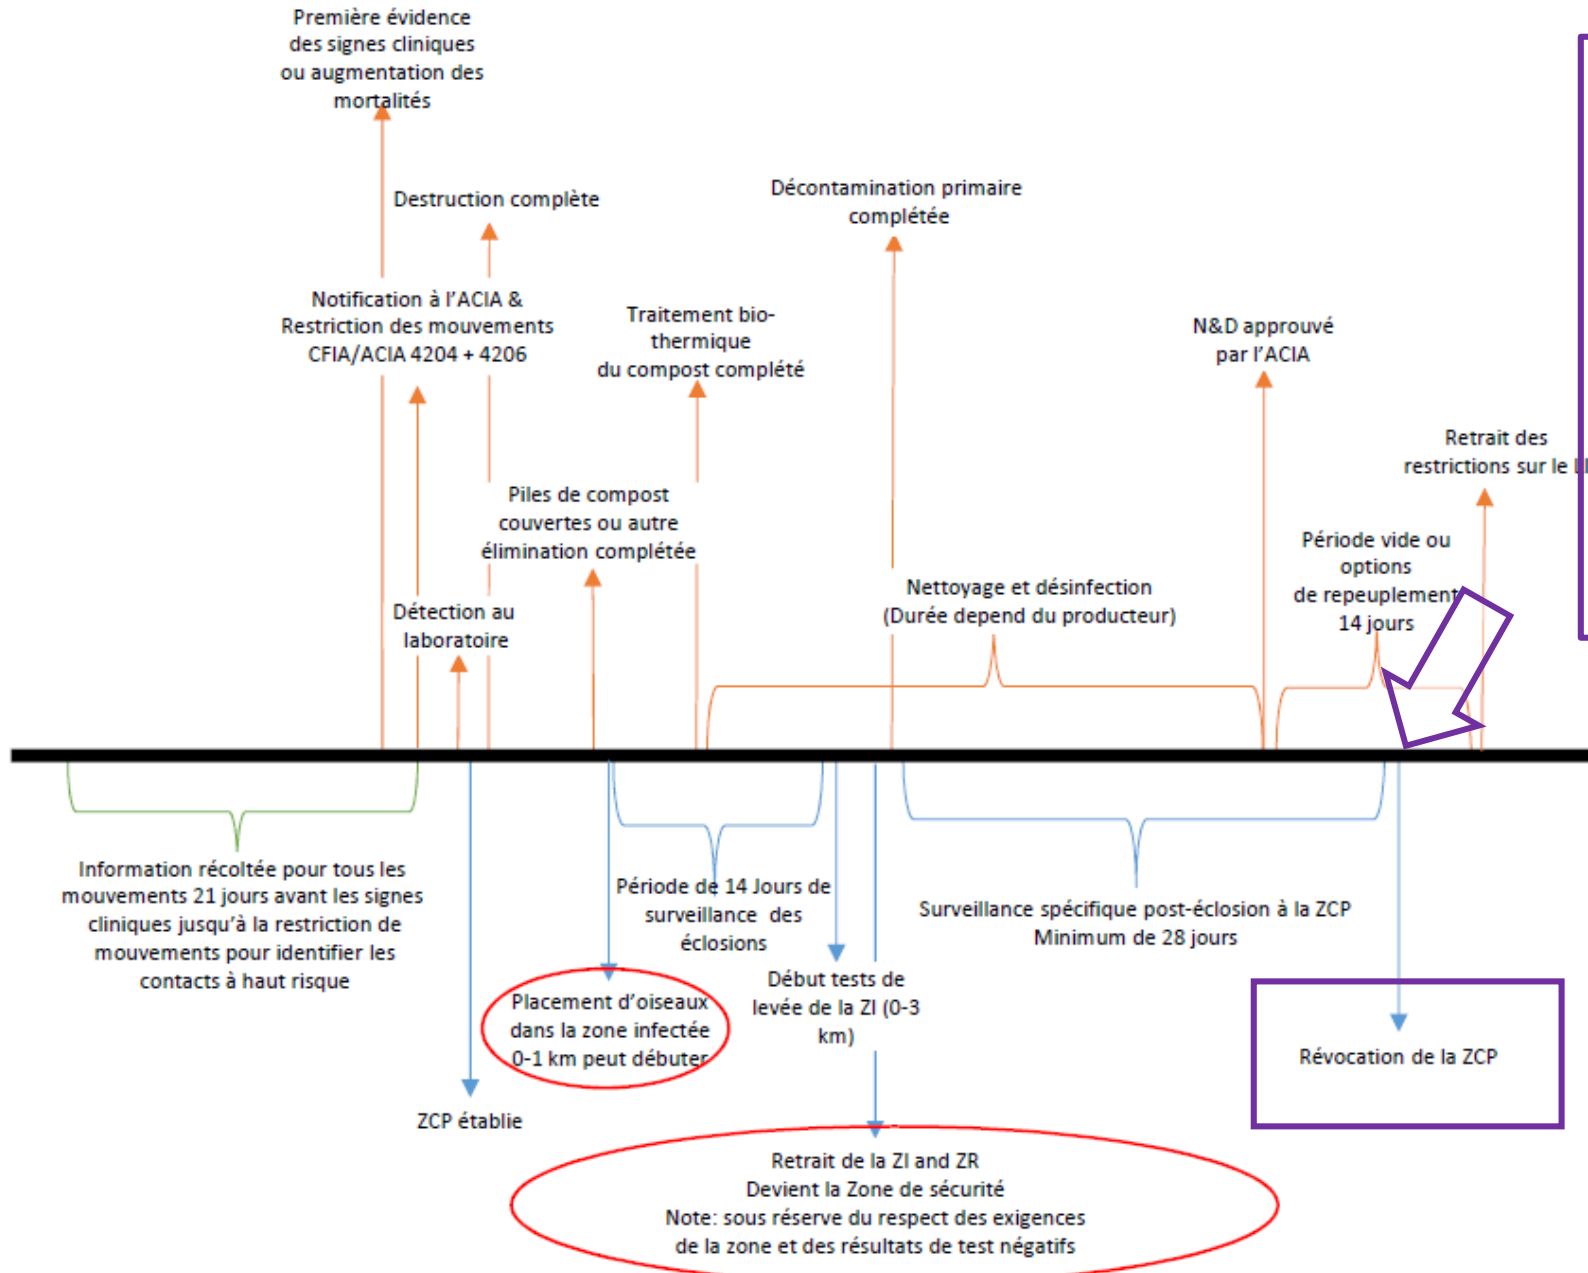 Première évidence
des signes cliniques
ou augmentation des
mortalités
Destruction complète
Décontamination primaire
complétée
Notification à l'ACIA &
Restriction des mouvements
CFIA/ACIA 4204 + 4206
Traitement bio-
thermique
du compost complété
N&D approuvé
par l'ACIA
Retrait des
restrictions sur le
Piles de compost
couvertes ou autre
élimination complétée
Période vide ou
options
de repeuplement
14 jours
Nettoyage et désinfection
(Durée depend du producteur)
Détection au
laboratoire
Information récoltée pour tous les
mouvements 21 jours avant les signes
cliniques jusqu'à la restriction de
mouvements pour identifier les
contacts à haut risque
Période de 14 Jours de
surveillance des
éclosions
Surveillance spécifique post-éclosion à la ZCP
Minimum de 28 jours
Placement d'oiseaux
dans la zone infectée
0-1 km peut débuter
Début tests de
levée de la ZI (0-3
km)
Révocation de la ZCP
ZCP établie
Retrait de la ZI and ZR
Devient la Zone de sécurité
Note: sous réserve du respect des exigences
de la zone et des résultats de test négatifs